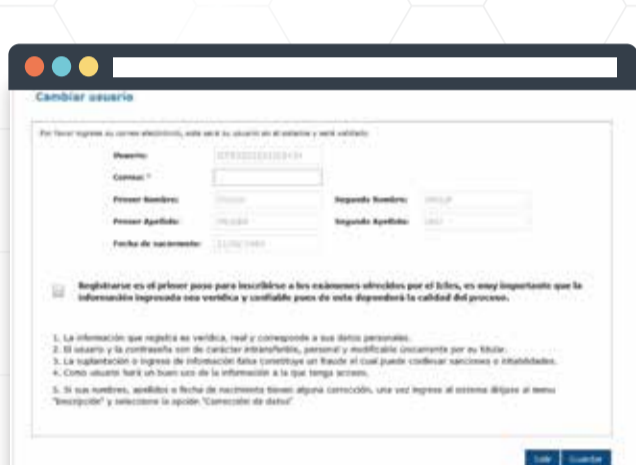 Cambiar usuario
Por favor ingrese su correo electrónico, este será su usuario en el sistema y será validado
Usuario:
Correo: *
Primer Nombre:
Segundo Nombre:
Primer Apellido:
Segundo Apellido:
Fecha de nacimiento:
Registrarse es el primer paso para inscribirse a los exámenes ofrecidos por el Icfes, es muy importante que la
información ingresada sea verídica y confiable pues de esto dependerá la calidad del proceso.
1. La información que registra es verídica, real y corresponde a sus datos personales.
2. El usuario y la contraseña son de carácter intransferible, personal y modificable únicamente por su titular.
3. La suplantación o ingreso de información falsa constituye un fraude el cual puede conllevar sanciones o inhabilidades.
4. Como usuario hará un buen uso de la información a la que tenga acceso.
5. Si sus nombres, apellidos o fecha de nacimiento tienen alguna corrección, una vez ingrese al sistema diríjase al menu
"Inscripción" y seleccione la opción "Corrección de datos"
Salir
Guardar